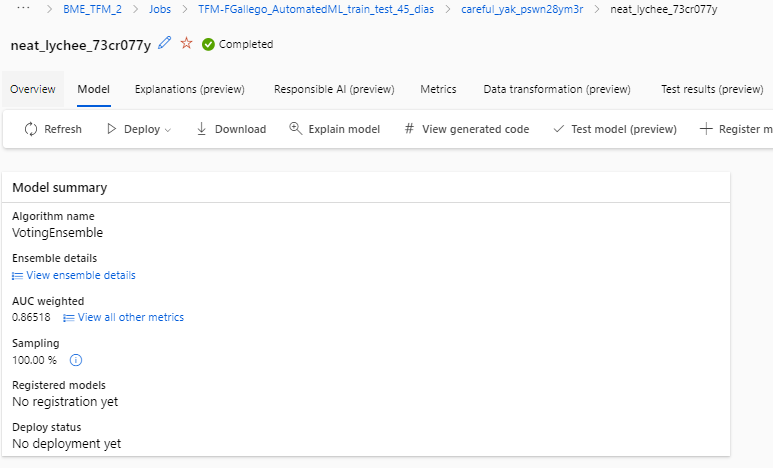 ··· > BME_TFM_2 > Jobs > TFM-FGallego_AutomatedML_train_test_45_dias > careful_yak_pswn28ym3r > neat_lychee_73cr077y
neat_lychee_73cr077y Completed
Overview Model Explanations (preview) Responsible AI (preview) Metrics Data transformation (preview) Test results (preview)
Refresh Deploy Download Explain model # View generated code Test model (preview) Register m
Model summary
Algorithm name
VotingEnsemble
Ensemble details
View ensemble details
AUC weighted
0.86518 View all other metrics
Sampling
100.00 %
Registered models
No registration yet
Deploy status
No deployment yet